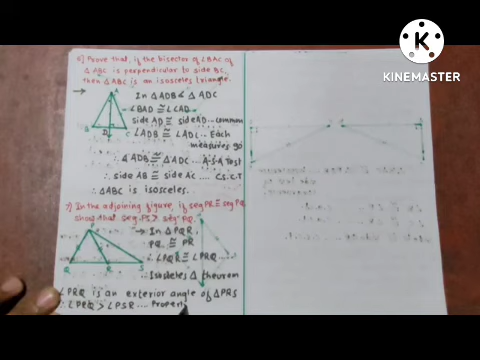 KINEMASTER
6) Prove that, if the bisector of ∠BAC of
△ABC is perpendicular to side BC,
then △ABC is an isosceles triangle.
→ In △ADB & △ADC
∠BAD ≅ ∠CAD
side AD ≅ side AD ... common
∠ADB ≅ ∠ADC ... Each
measures 90
∴ △ADB ≅ △ADC ... A-S-A test
∴ side AB ≅ side AC .... C.S.C.T
∴ △ABC is isosceles.
7) In the adjoining figure, if seg PR ≅ seg PQ
show that seg PS > seg PQ.
→ In △PQR,
PQ ≅ PR
∴ ∠PQR ≅ ∠PRQ
... Isosceles △ theorem
∠PRQ is an exterior angle of △PRS
∴ ∠PRQ > ∠PSR ... Propert